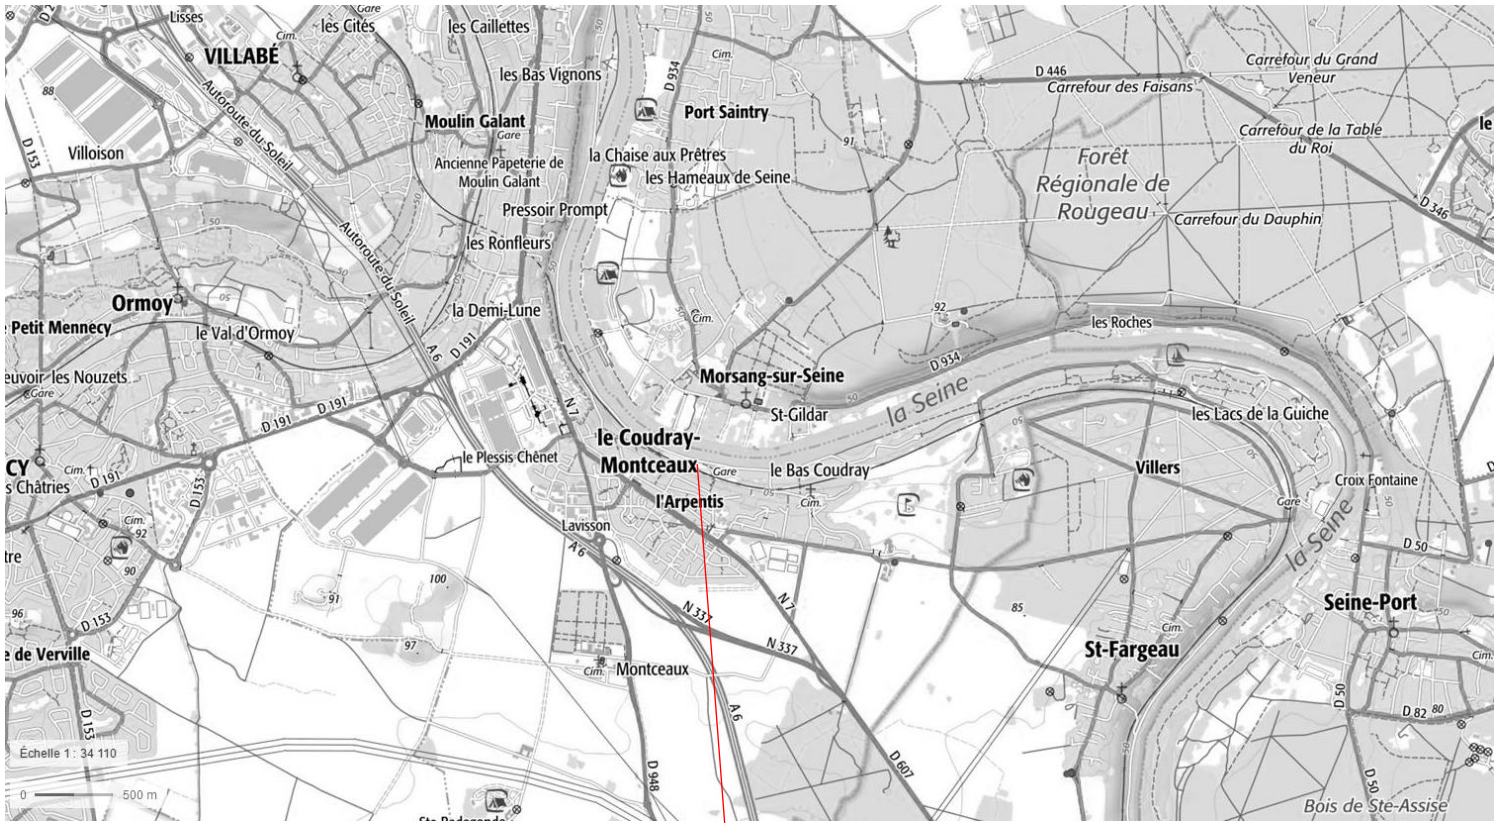 Lisses
les Cités
les Caillettes
Cim.
VILLABÉ
les Bas Vignons
D 934
Cim.
D 446
Carrefour du Grand
Veneur
Carrefour des Faisans
88
Autoroute du Soleil
Moulin Galant
Gare
Port Saintry
91
Carrefour de la Table
du Roi
le
D 153
Villoison
Ancienne Papeterie de
Moulin Galant
la Chaise aux Prêtres
les Hameaux de Seine
Forêt
Régionale de
Rougeau
Pressoir Prompt
Carrefour du Dauphin
D 346
les Ronfleurs
Autoroute du Soleil
Ormoy
la Demi-Lune
Petit Mennecy
le Val d'Ormoy
A 6
D 191
Cim.
92
les Roches
D 934
euvoir les Nouzets
Gare
Morsang-sur-Seine
la Seine
D 191
D 191
N 7
St-Gildar
50
les Lacs de la Guiche
le Coudray-
Montceaux
le Plessis Chênet
Gare
le Bas Coudray
Villers
CY
Cim.
s Châtries
D 191
D 153
Croix Fontaine
l'Arpentis
Cim.
Gare
Lavisson
A 6
la Seine
D 50
Cim.
92
tre
90
100
91
96
D 153
97
N 337
N 7
N 337
85
Cim.
Seine-Port
e de Verville
St-Fargeau
Cim.
Montceaux
Cim.
D 50
D 82
80
D 153
A 6
Échelle 1 : 34 110
D 948
D 607
D 50
0
500 m
Bois de Ste-Assise